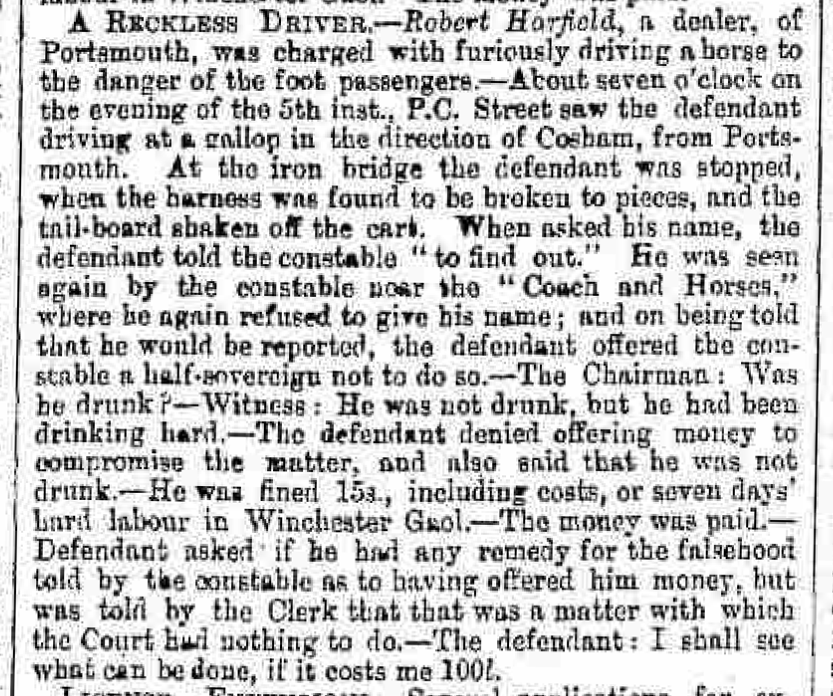 A RECKLESS DRIVER.—Robert Harfield, a dealer, of
Portsmouth, was charged with furiously driving a horse to
the danger of the foot passengers.—About seven o'clock on
the evening of the 5th inst., P.C. Street saw the defendant
driving at a gallop in the direction of Cosham, from Ports-
mouth. At the iron bridge the defendant was stopped,
when the harness was found to be broken to pieces, and the
tail-board shaken off the cart. When asked his name, the
defendant told the constable "to find out." He was seen
again by the constable near the "Coach and Horses,"
where he again refused to give his name; and on being told
that he would be reported, the defendant offered the con-
stable a half-sovereign not to do so.—The Chairman: Was
he drunk?—Witness: He was not drunk, but he had been
drinking hard.—The defendant denied offering money to
compromise the matter, and also said that he was not
drunk.—He was fined 15s., including costs, or seven days'
hard labour in Winchester Gaol.—The money was paid.—
Defendant asked if he had any remedy for the falsehood
told by the constable as to having offered him money, but
was told by the Clerk that that was a matter with which
the Court had nothing to do.—The defendant: I shall see
what can be done, if it costs me 100l.